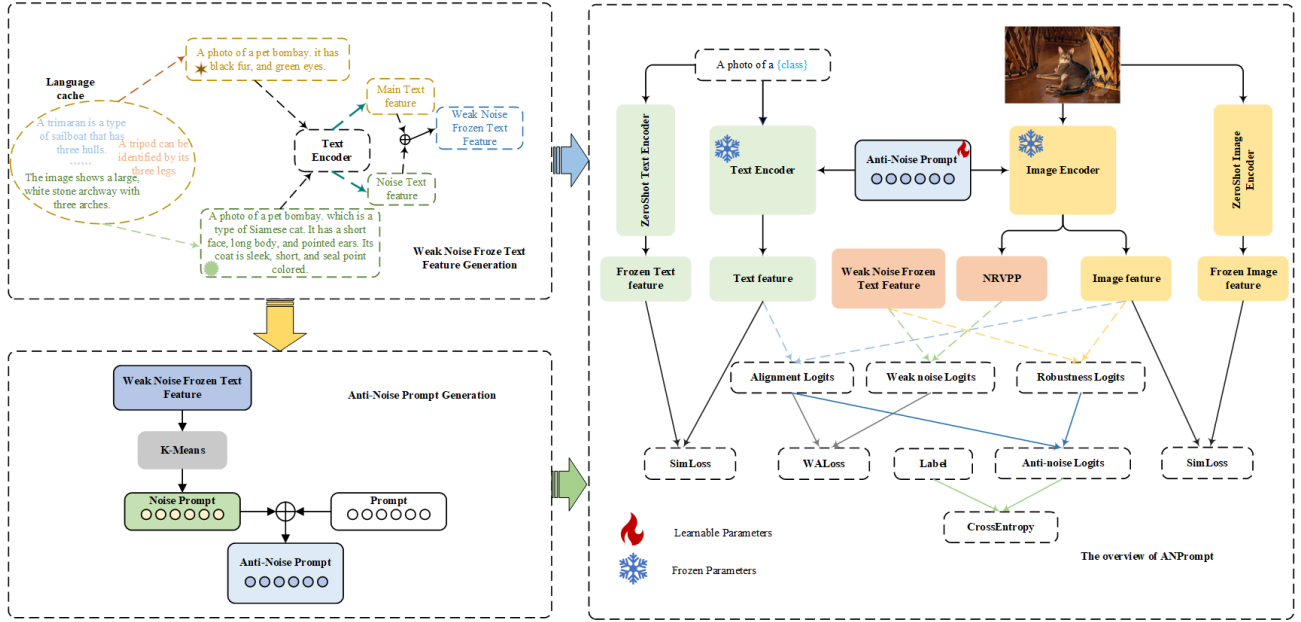 Language
cache
A trimaran is a type
of sailboat that has
three hulls.
......
A tripod can be
identified by its
three legs
The image shows a large,
white stone archway with
three arches.
A photo of a pet bombay. it has
black fur, and green eyes.
Text
Encoder
Main Text
feature
Noise Text
feature
Weak Noise
Frozen Text
Feature
A photo of a pet bombay. which is a
type of Siamese cat. It has a short
face, long body, and pointed ears. Its
coat is sleek, short, and seal point
colored.
Weak Noise Froze Text
Feature Generation
Weak Noise Frozen Text
Feature
K-Means
Noise Prompt
Prompt
Anti-Noise Prompt
Anti-Noise Prompt Generation
A photo of a {class}
ZeroShot Text Encoder
Text Encoder
Anti-Noise Prompt
Image Encoder
ZeroShot Image
Encoder
Frozen Text
feature
Text feature
Weak Noise Frozen
Text Feature
NRVPP
Image feature
Frozen Image
feature
Alignment Logits
Weak noise Logits
Robustness Logits
SimLoss
WALoss
Label
Anti-noise Logits
SimLoss
CrossEntropy
Learnable Parameters
Frozen Parameters
The overview of ANPrompt